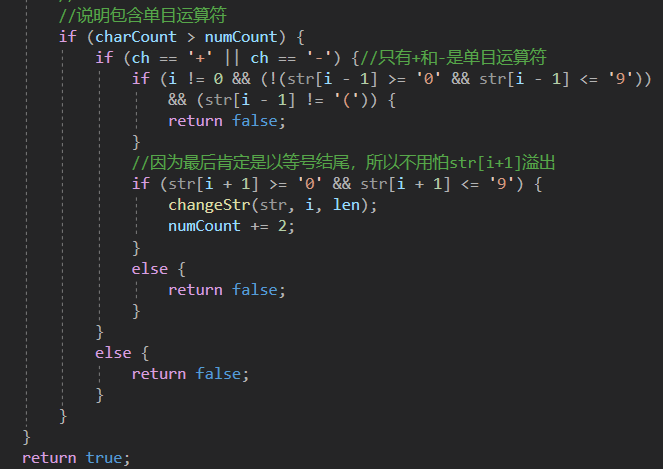 //说明包含单目运算符
if (charCount > numCount) {
if (ch == '+' || ch == '-') {//只有+和-是单目运算符
if (i != 0 && (!(str[i - 1] >= '0' && str[i - 1] <= '9'))
&& (str[i - 1] != '(')) {
return false;
}
//因为最后肯定是以等号结尾，所以不用怕str[i+1]溢出
if (str[i + 1] >= '0' && str[i + 1] <= '9') {
changeStr(str, i, len);
numCount += 2;
}
else {
return false;
}
}
else {
return false;
}
}
}
return true;